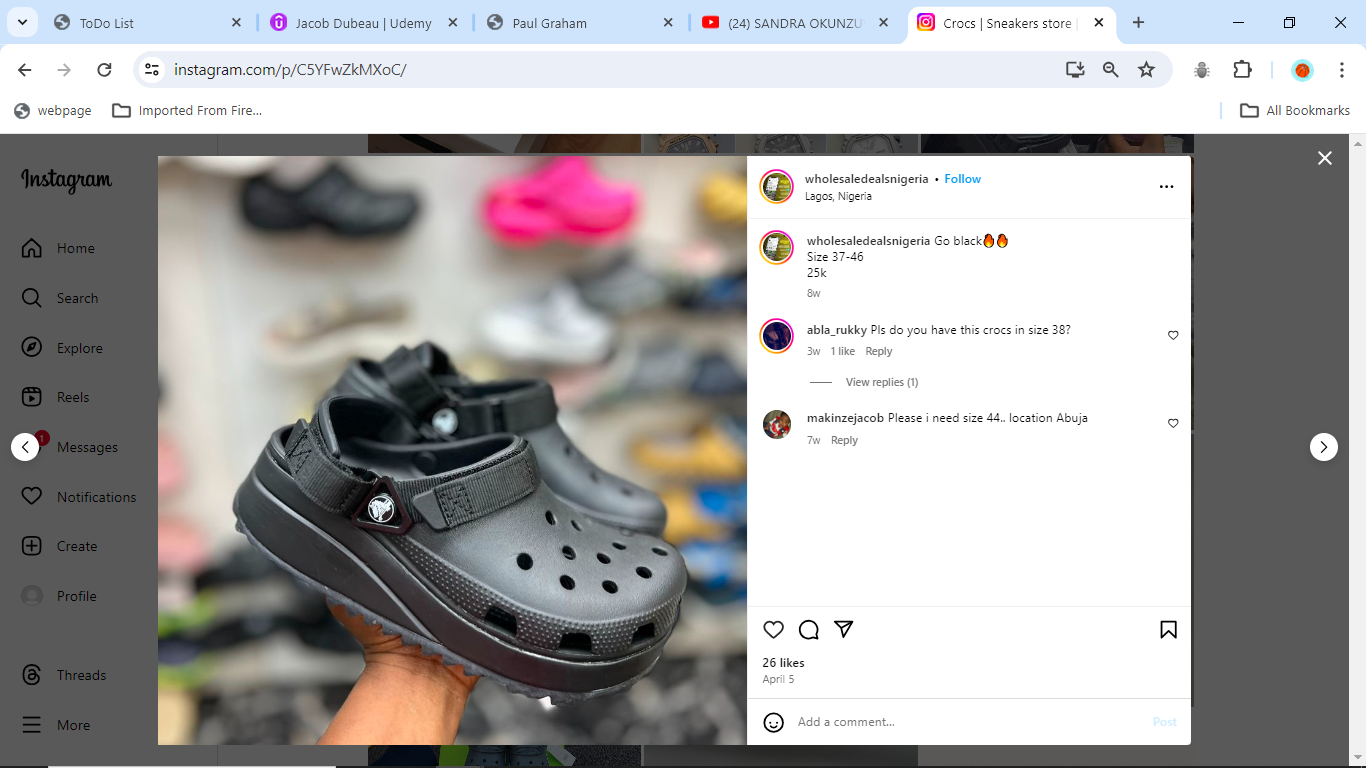 ToDo List
Jacob Dubeau | Udemy
Paul Graham
(24) SANDRA OKUNZU
Crocs | Sneakers store |
instagram.com/p/C5YFwZkMXoC/
webpage
Imported From Fire...
All Bookmarks
Instagram
Home
Search
Explore
Reels
1
Messages
Notifications
Create
Profile
Threads
More
wholesaledealsnigeria • Follow
Lagos, Nigeria
wholesaledealsnigeria Go black🔥🔥
Size 37-46
25k
8w
abla_rukky Pls do you have this crocs in size 38?
3w 1 like Reply
View replies (1)
makinzejacob Please i need size 44.. location Abuja
7w Reply
26 likes
April 5
Add a comment...
Post